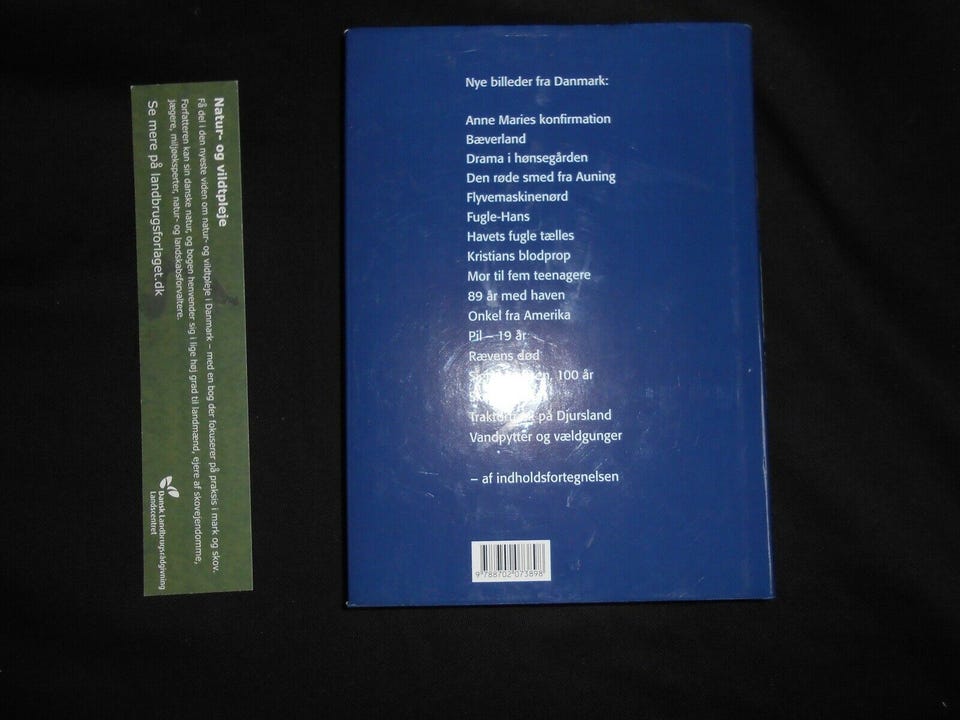 Natur- og vildtpleje
Få del i den nyeste viden om natur- og vildtpleje i Danmark – med en bog der fokuserer på praksis i mark og skov.
Forfatteren kan sin danske natur, og bogen henvender sig i lige høj grad til landmænd, ejere af skovejendomme,
jægere, miljøeksperter, natur- og landskabsforvaltere.
Se mere på landbrugsforlaget.dk
Dansk Landbrugsrådgivning
Landscentret
Nye billeder fra Danmark:
Anne Maries konfirmation
Bæverland
Drama i hønsegården
Den røde smed fra Auning
Flyvemaskinenørd
Fugle-Hans
Havets fugle tælles
Kristians blodprop
Mor til fem teenagere
89 år med haven
Onkel fra Amerika
Pil – 19 år
Rævens død
100 år
på Djursland
Vandpytter og vældgunger
– af indholdsfortegnelsen
9 788702 073898